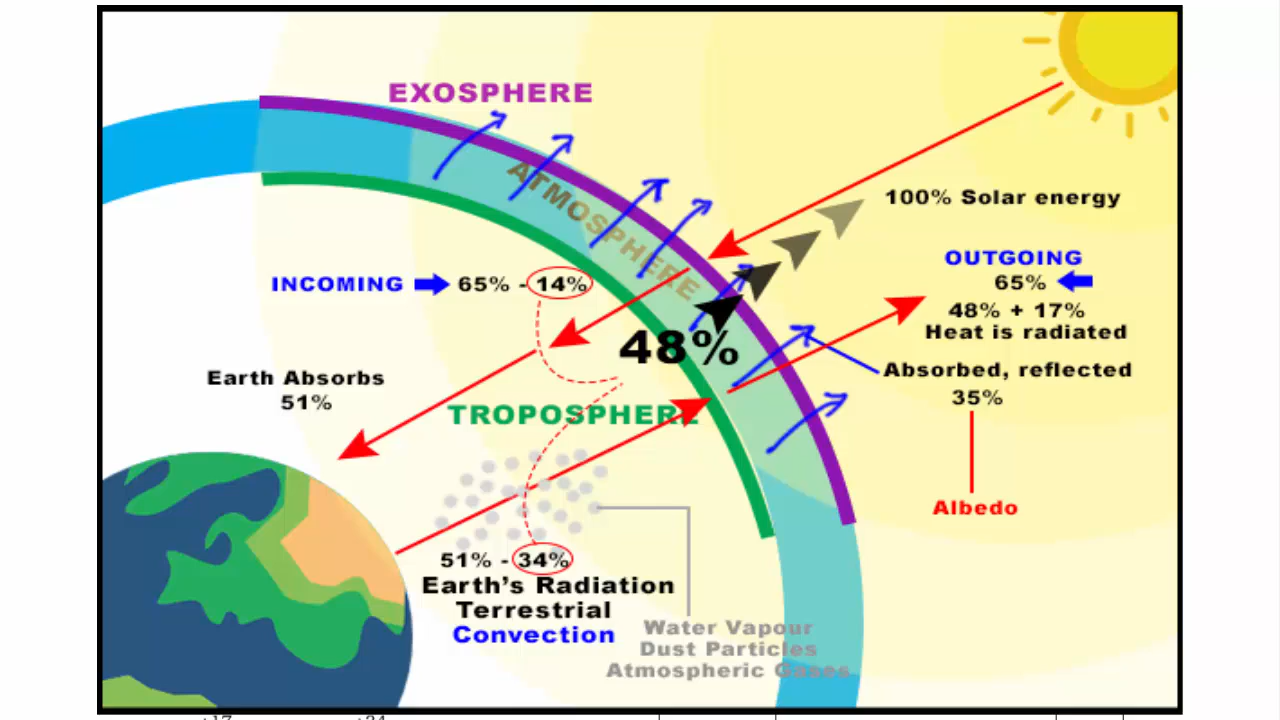 EXOSPHERE
ATMOSPHERE
100% Solar energy
OUTGOING
65%
48% + 17%
Heat is radiated
Absorbed, reflected
35%
Albedo
INCOMING
65% - 14%
48%
Earth Absorbs
51%
TROPOSPHERE
51% - 34%
Earth's Radiation
Terrestrial
Convection
Water Vapour
Dust Particles
Atmospheric Gases